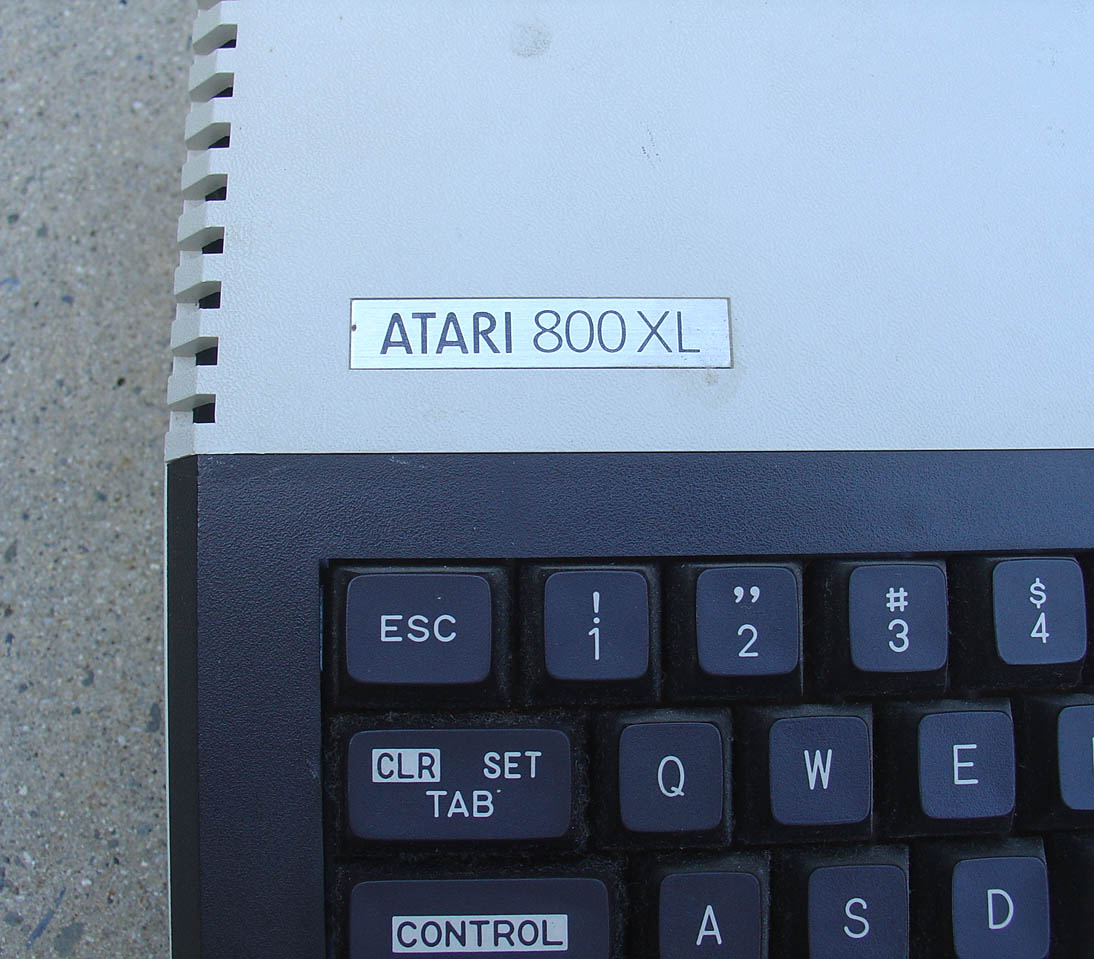 ATARI 800XL
ESC ! 1 " 2 # 3 $ 4
CLR SET TAB Q W E
CONTROL A S D